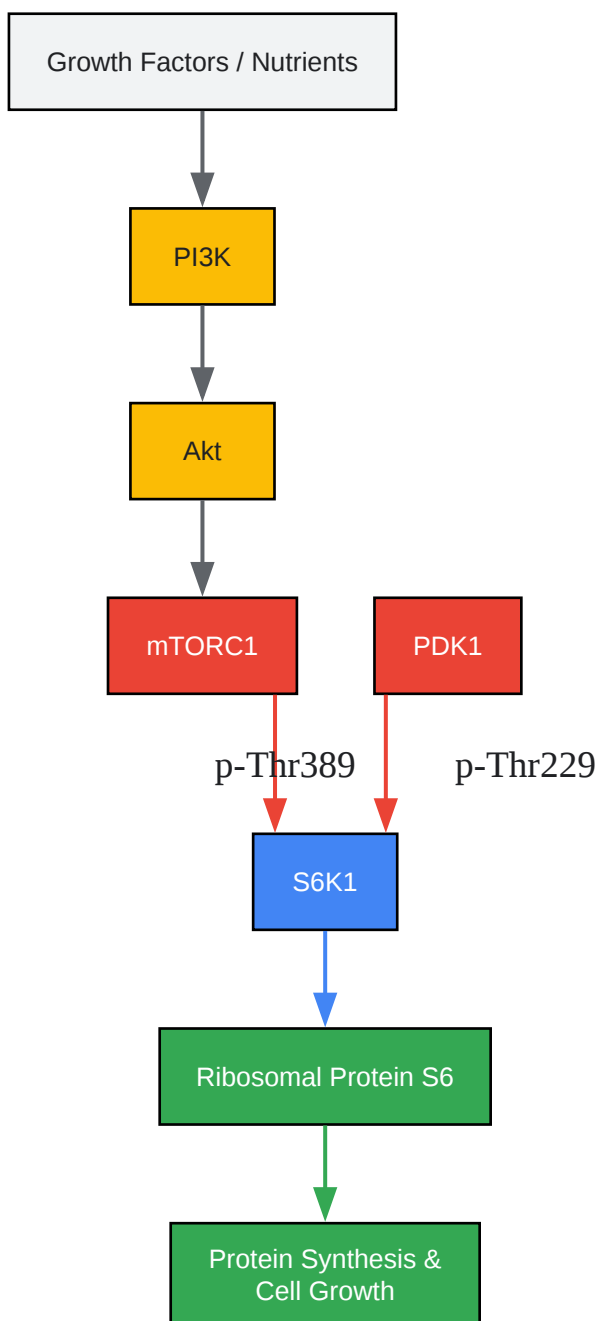 Growth Factors / Nutrients
PI3K
Akt
mTORC1
PDK1
p-Thr389
p-Thr229
S6K1
Ribosomal Protein S6
Protein Synthesis &
Cell Growth